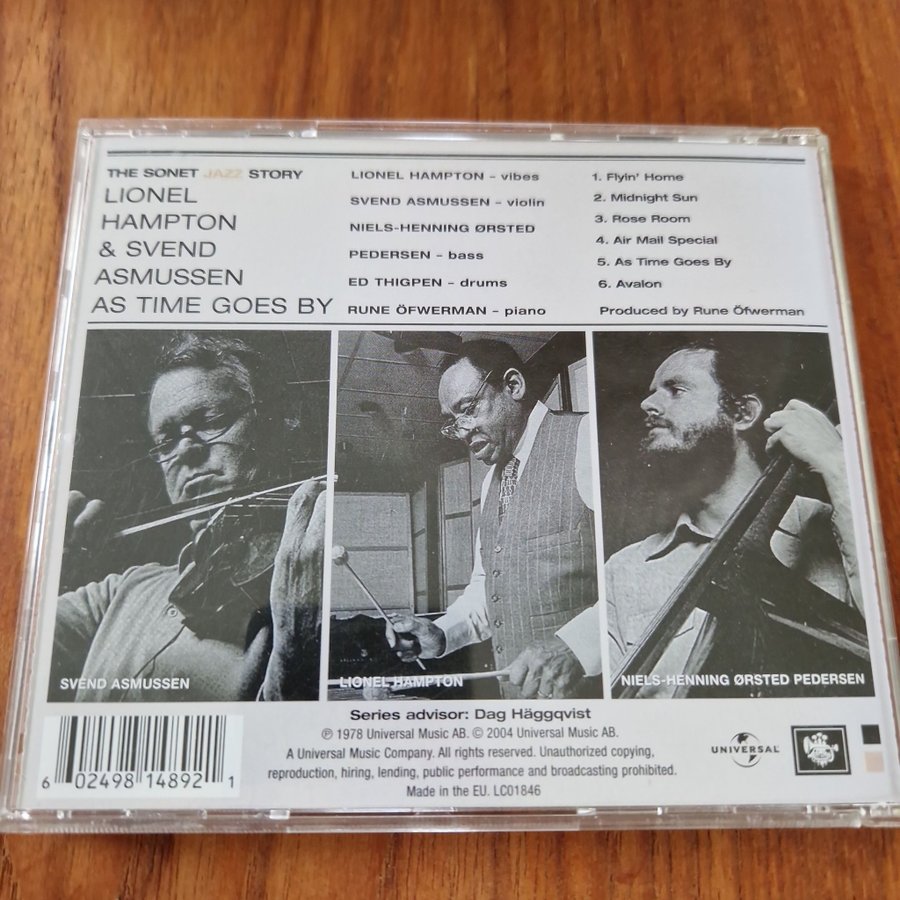 THE SONET JAZZ STORY
LIONEL
HAMPTON
& SVEND
ASMUSSEN
AS TIME GOES BY
LIONEL HAMPTON – vibes
SVEND ASMUSSEN – violin
NIELS-HENNING ØRSTED
PEDERSEN – bass
ED THIGPEN – drums
RUNE ÖFWERMAN – piano
1. Flyin' Home
2. Midnight Sun
3. Rose Room
4. Air Mail Special
5. As Time Goes By
6. Avalon
Produced by Rune Öfwerman
SVEND ASMUSSEN
LIONEL HAMPTON
NIELS-HENNING ØRSTED PEDERSEN
Series advisor: Dag Häggqvist
℗ 1978 Universal Music AB. © 2004 Universal Music AB.
A Universal Music Company. All rights reserved. Unauthorized copying,
reproduction, hiring, lending, public performance and broadcasting prohibited.
Made in the EU. LC01846
6 02498 14892 1
UNIVERSAL